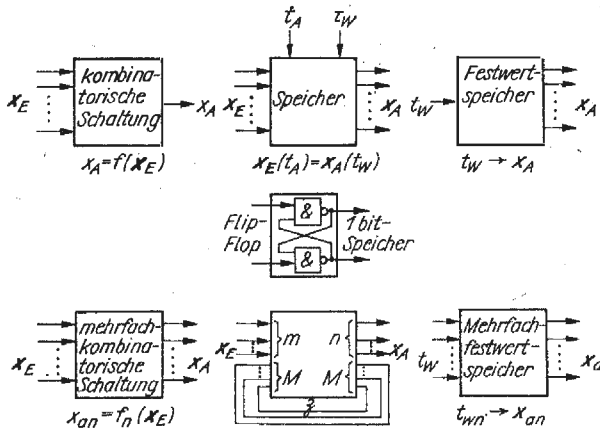 t_A τ_W
kombina-
torische
Schaltung
x_E
x_A
x_A=f(x_E)
Speicher
x_E
x_A
x_E(t_A)=x_A(t_W)
Festwert-
speicher
t_W
x_A
t_W → x_A
Flip-
Flop
&
&
1 bit-
Speicher
mehrfach-
kombina-
torische
Schaltung
x_E
x_A
x_an=f_n(x_E)
x_E
m
n
M
M
x_A
z
Mehrfach-
festwert-
speicher
t_W
x_a
t_wn → x_an